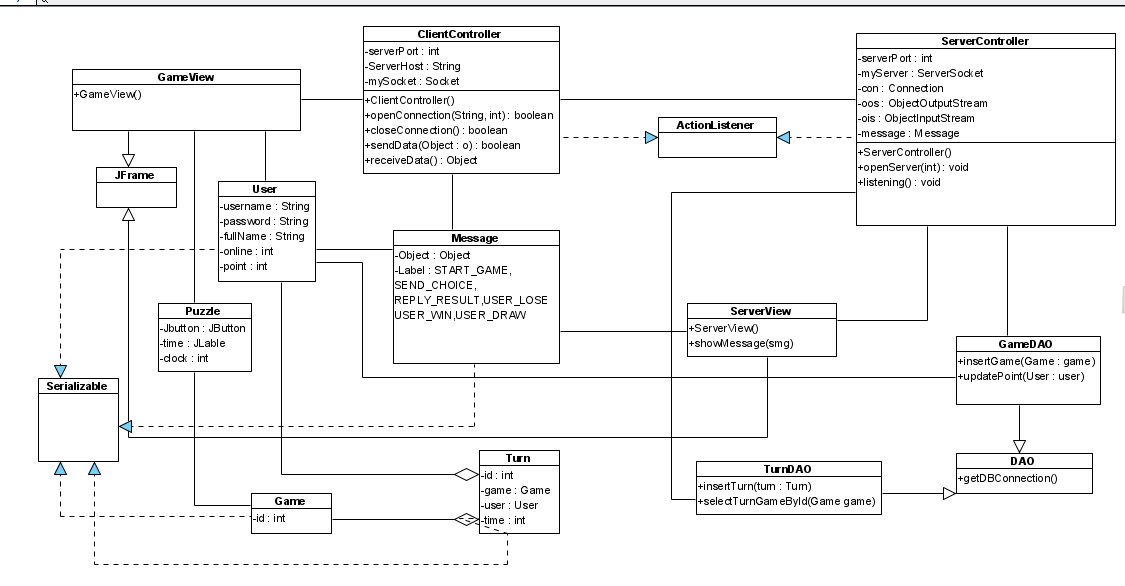 ClientController
-serverPort : int
-ServerHost : String
-mySocket : Socket
+ClientController()
+openConnection(String, int) : boolean
+closeConnection() : boolean
+sendData(Object : o) : boolean
+receiveData() : Object
ServerController
-serverPort : int
-myServer : ServerSocket
-con : Connection
-oos : ObjectOutputStream
-ois : ObjectInputStream
-message : Message
+ServerController()
+openServer(int) : void
+listening() : void
GameView
+GameView()
ActionListener
JFrame
User
-username : String
-password : String
-fullName : String
-online : int
-point : int
Message
-Object : Object
-Label : START_GAME,
SEND_CHOICE,
REPLY_RESULT,USER_LOSE
USER_WIN,USER_DRAW
Puzzle
-Jbutton : JButton
-time : JLable
-clock : int
ServerView
+ServerView()
+showMessage(smg)
GameDAO
+insertGame(Game : game)
+updatePoint(User : user)
Serializable
Turn
-id : int
-game : Game
-user : User
-time : int
DAO
+getDBConnection()
TurnDAO
+insertTurn(turn : Turn)
+selectTurnGameById(Game game)
Game
-id : int